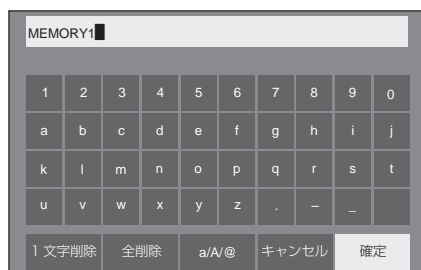 MEMORY1
1 2 3 4 5 6 7 8 9 0
a b c d e f g h i j
k l m n o p q r s t
u v w x y z . – _
1文字削除 全削除 a/A/@ キャンセル 確定